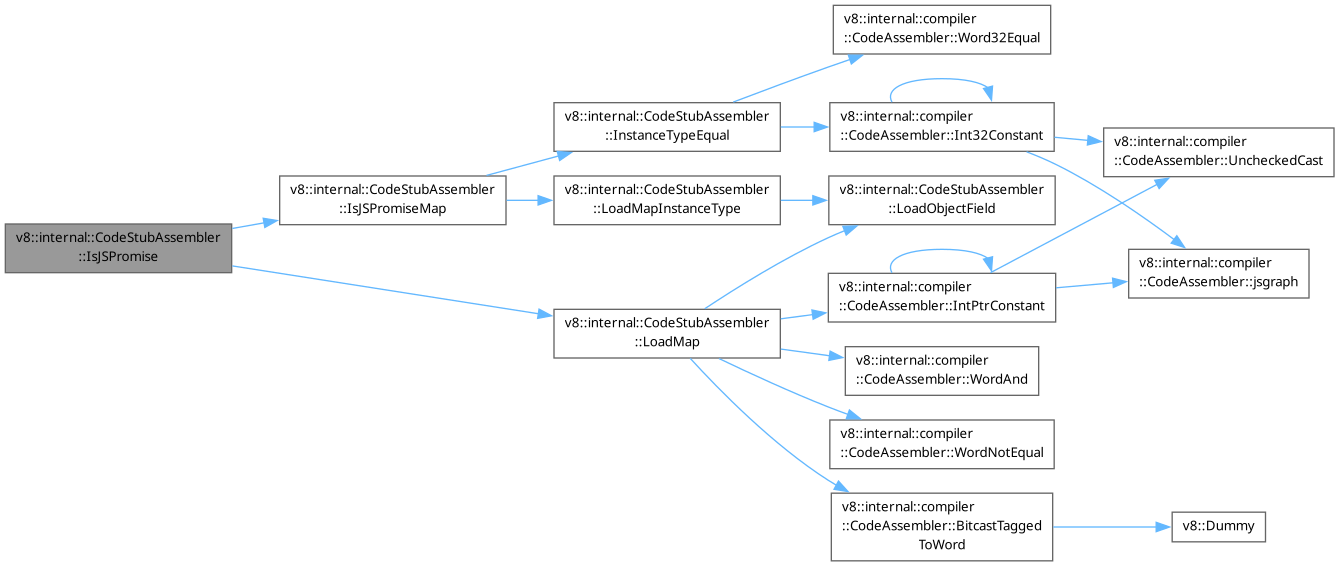 v8::internal::CodeStubAssembler
::IsJSPromise
v8::internal::CodeStubAssembler
::IsJSPromiseMap
v8::internal::CodeStubAssembler
::InstanceTypeEqual
v8::internal::CodeStubAssembler
::LoadMapInstanceType
v8::internal::CodeStubAssembler
::LoadMap
v8::internal::compiler
::CodeAssembler::Word32Equal
v8::internal::compiler
::CodeAssembler::Int32Constant
v8::internal::CodeStubAssembler
::LoadObjectField
v8::internal::compiler
::CodeAssembler::IntPtrConstant
v8::internal::compiler
::CodeAssembler::WordAnd
v8::internal::compiler
::CodeAssembler::WordNotEqual
v8::internal::compiler
::CodeAssembler::BitcastTagged
ToWord
v8::internal::compiler
::CodeAssembler::UncheckedCast
v8::internal::compiler
::CodeAssembler::jsgraph
v8::Dummy